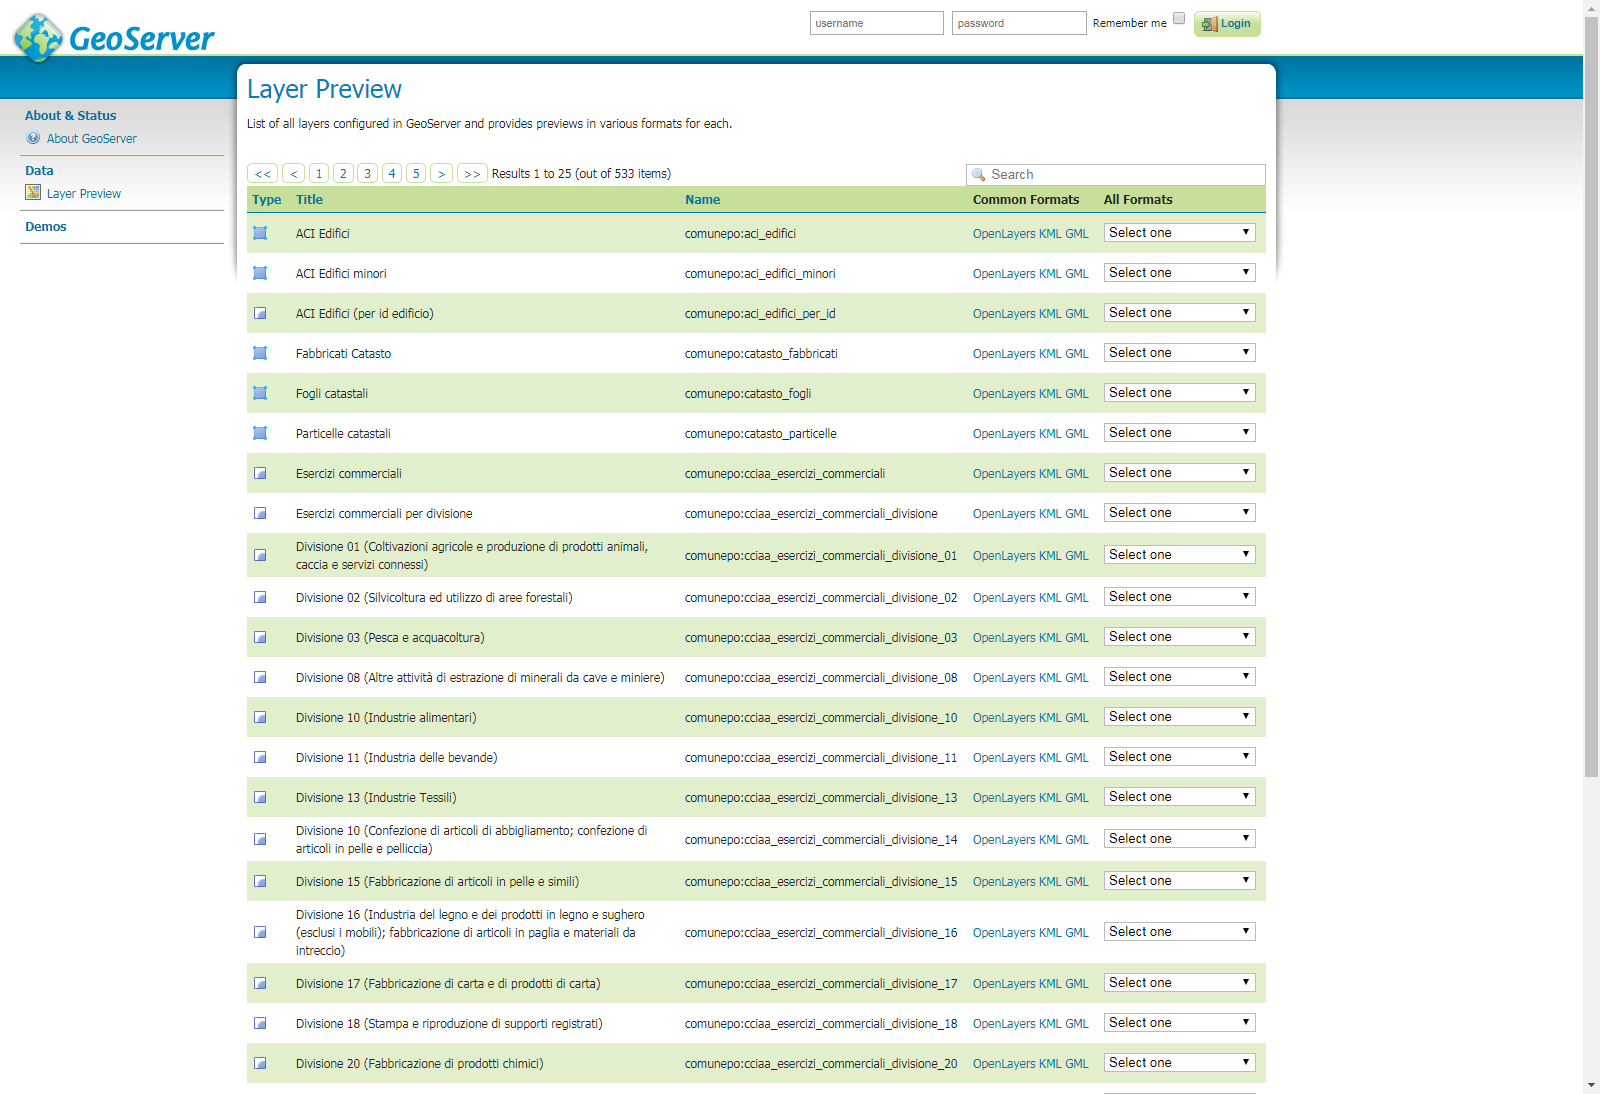 GeoServer
username password Remember me Login
About & Status
About GeoServer
Data
Layer Preview
Demos
Layer Preview
List of all layers configured in GeoServer and provides previews in various formats for each.
<< < 1 2 3 4 5 > >> Results 1 to 25 (out of 533 items) Search
Type Title Name Common Formats All Formats
ACI Edifici comunepo:aci_edifici OpenLayers KML GML Select one
ACI Edifici minori comunepo:aci_edifici_minori OpenLayers KML GML Select one
ACI Edifici (per id edificio) comunepo:aci_edifici_per_id OpenLayers KML GML Select one
Fabbricati Catasto comunepo:catasto_fabbricati OpenLayers KML GML Select one
Fogli catastali comunepo:catasto_fogli OpenLayers KML GML Select one
Particelle catastali comunepo:catasto_particelle OpenLayers KML GML Select one
Esercizi commerciali comunepo:cciaa_esercizi_commerciali OpenLayers KML GML Select one
Esercizi commerciali per divisione comunepo:cciaa_esercizi_commerciali_divisione OpenLayers KML GML Select one
Divisione 01 (Coltivazioni agricole e produzione di prodotti animali,
caccia e servizi connessi) comunepo:cciaa_esercizi_commerciali_divisione_01 OpenLayers KML GML Select one
Divisione 02 (Silvicoltura ed utilizzo di aree forestali) comunepo:cciaa_esercizi_commerciali_divisione_02 OpenLayers KML GML Select one
Divisione 03 (Pesca e acquacoltura) comunepo:cciaa_esercizi_commerciali_divisione_03 OpenLayers KML GML Select one
Divisione 08 (Altre attività di estrazione di minerali da cave e miniere) comunepo:cciaa_esercizi_commerciali_divisione_08 OpenLayers KML GML Select one
Divisione 10 (Industrie alimentari) comunepo:cciaa_esercizi_commerciali_divisione_10 OpenLayers KML GML Select one
Divisione 11 (Industria delle bevande) comunepo:cciaa_esercizi_commerciali_divisione_11 OpenLayers KML GML Select one
Divisione 13 (Industrie Tessili) comunepo:cciaa_esercizi_commerciali_divisione_13 OpenLayers KML GML Select one
Divisione 10 (Confezione di articoli di abbigliamento; confezione di
articoli in pelle e pelliccia) comunepo:cciaa_esercizi_commerciali_divisione_14 OpenLayers KML GML Select one
Divisione 15 (Fabbricazione di articoli in pelle e simili) comunepo:cciaa_esercizi_commerciali_divisione_15 OpenLayers KML GML Select one
Divisione 16 (Industria del legno e dei prodotti in legno e sughero
(esclusi i mobili); fabbricazione di articoli in paglia e materiali da
intreccio) comunepo:cciaa_esercizi_commerciali_divisione_16 OpenLayers KML GML Select one
Divisione 17 (Fabbricazione di carta e di prodotti di carta) comunepo:cciaa_esercizi_commerciali_divisione_17 OpenLayers KML GML Select one
Divisione 18 (Stampa e riproduzione di supporti registrati) comunepo:cciaa_esercizi_commerciali_divisione_18 OpenLayers KML GML Select one
Divisione 20 (Fabbricazione di prodotti chimici) comunepo:cciaa_esercizi_commerciali_divisione_20 OpenLayers KML GML Select one